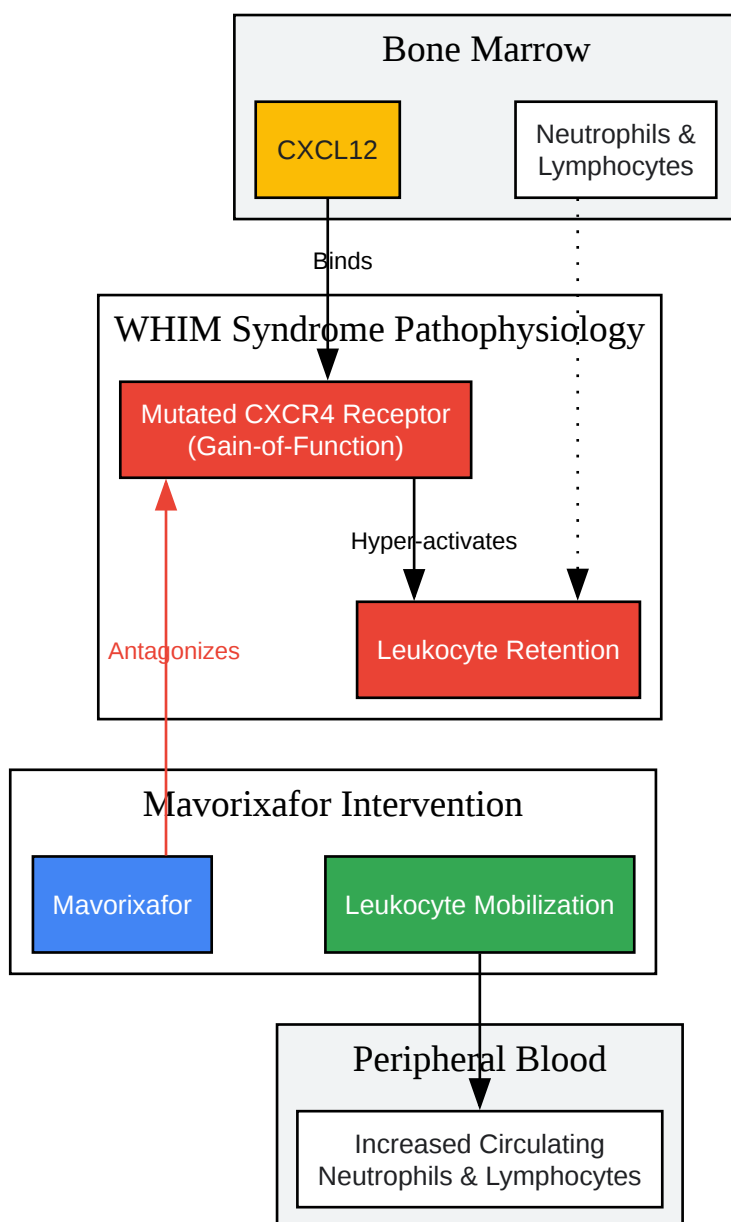 Bone Marrow
CXCL12
Neutrophils &
Lymphocytes
Binds
WHIM Syndrome Pathophysiology
Mutated CXCR4 Receptor
(Gain-of-Function)
Hyper-activates
Leukocyte Retention
Antagonizes
Mavorixafor Intervention
Mavorixafor
Leukocyte Mobilization
Peripheral Blood
Increased Circulating
Neutrophils & Lymphocytes